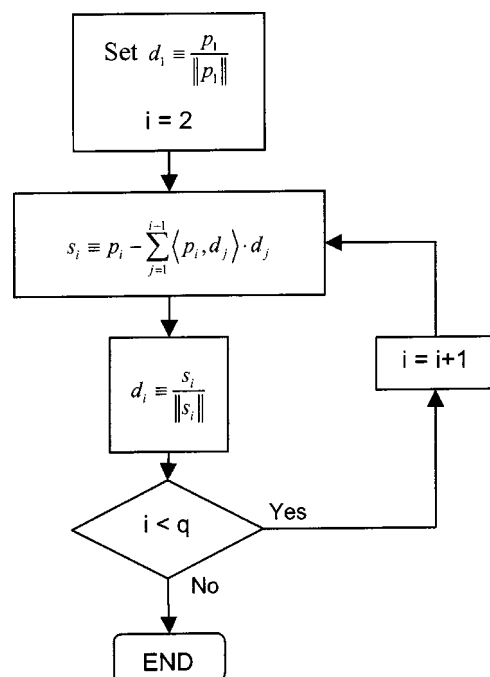 Set d₁ ≡ p₁ / ‖p₁‖
i = 2
sᵢ ≡ pᵢ − ∑_{j=1}^{i−1} ⟨pᵢ, dⱼ⟩ · dⱼ
i = i+1
dᵢ ≡ sᵢ / ‖sᵢ‖
i < q
Yes
No
END